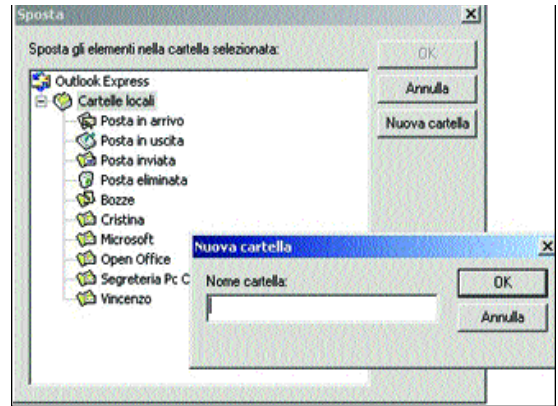 Sposta
Sposta gli elementi nella cartella selezionata:
OK
Outlook Express
Annulla
Cartelle locali
Nuova cartella
Posta in arrivo
Posta in uscita
Posta inviata
Posta eliminata
Bozze
Cristina
Microsoft
Open Office
Segreteria Pc C
Vincenzo
Nuova cartella
Nome cartella:
OK
Annulla